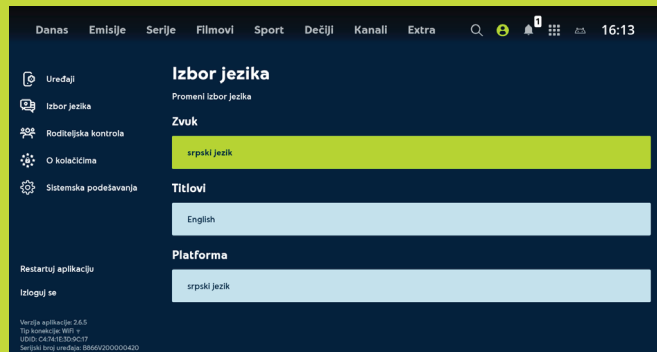 Danas Emisije Serije Filmovi Sport Dečiji Kanali Extra 1 16:13
Izbor jezika
Promeni izbor jezika
Uređaji
Izbor jezika
Roditeljska kontrola
O kolačićima
Sistemska podešavanja
Zvuk
srpski jezik
Titlovi
English
Platforma
srpski jezik
Restartuj aplikaciju
Izloguj se
Verzija aplikacije: 2.6.5
Tip konekcije: WiFi
UDID: C4:74:1E:3D:9C:17
Serijski broj uređaja: B866V200000420